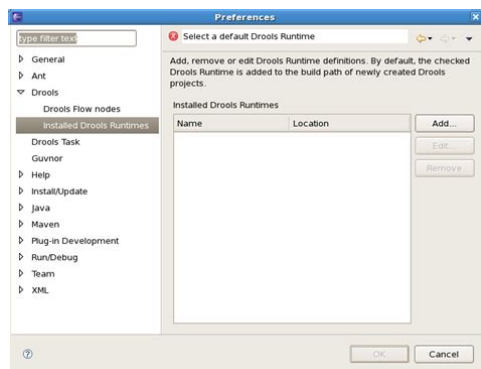 Preferences
type filter text
Select a default Drools Runtime
General
Ant
Drools
Drools Flow nodes
Installed Drools Runtimes
Drools Task
Guvnor
Help
Install/Update
Java
Maven
Plug-in Development
Run/Debug
Team
XML
Add, remove or edit Drools Runtime definitions. By default, the checked
Drools Runtime is added to the build path of newly created Drools
projects.
Installed Drools Runtimes
Name Location
Add...
Edit...
Remove
OK
Cancel